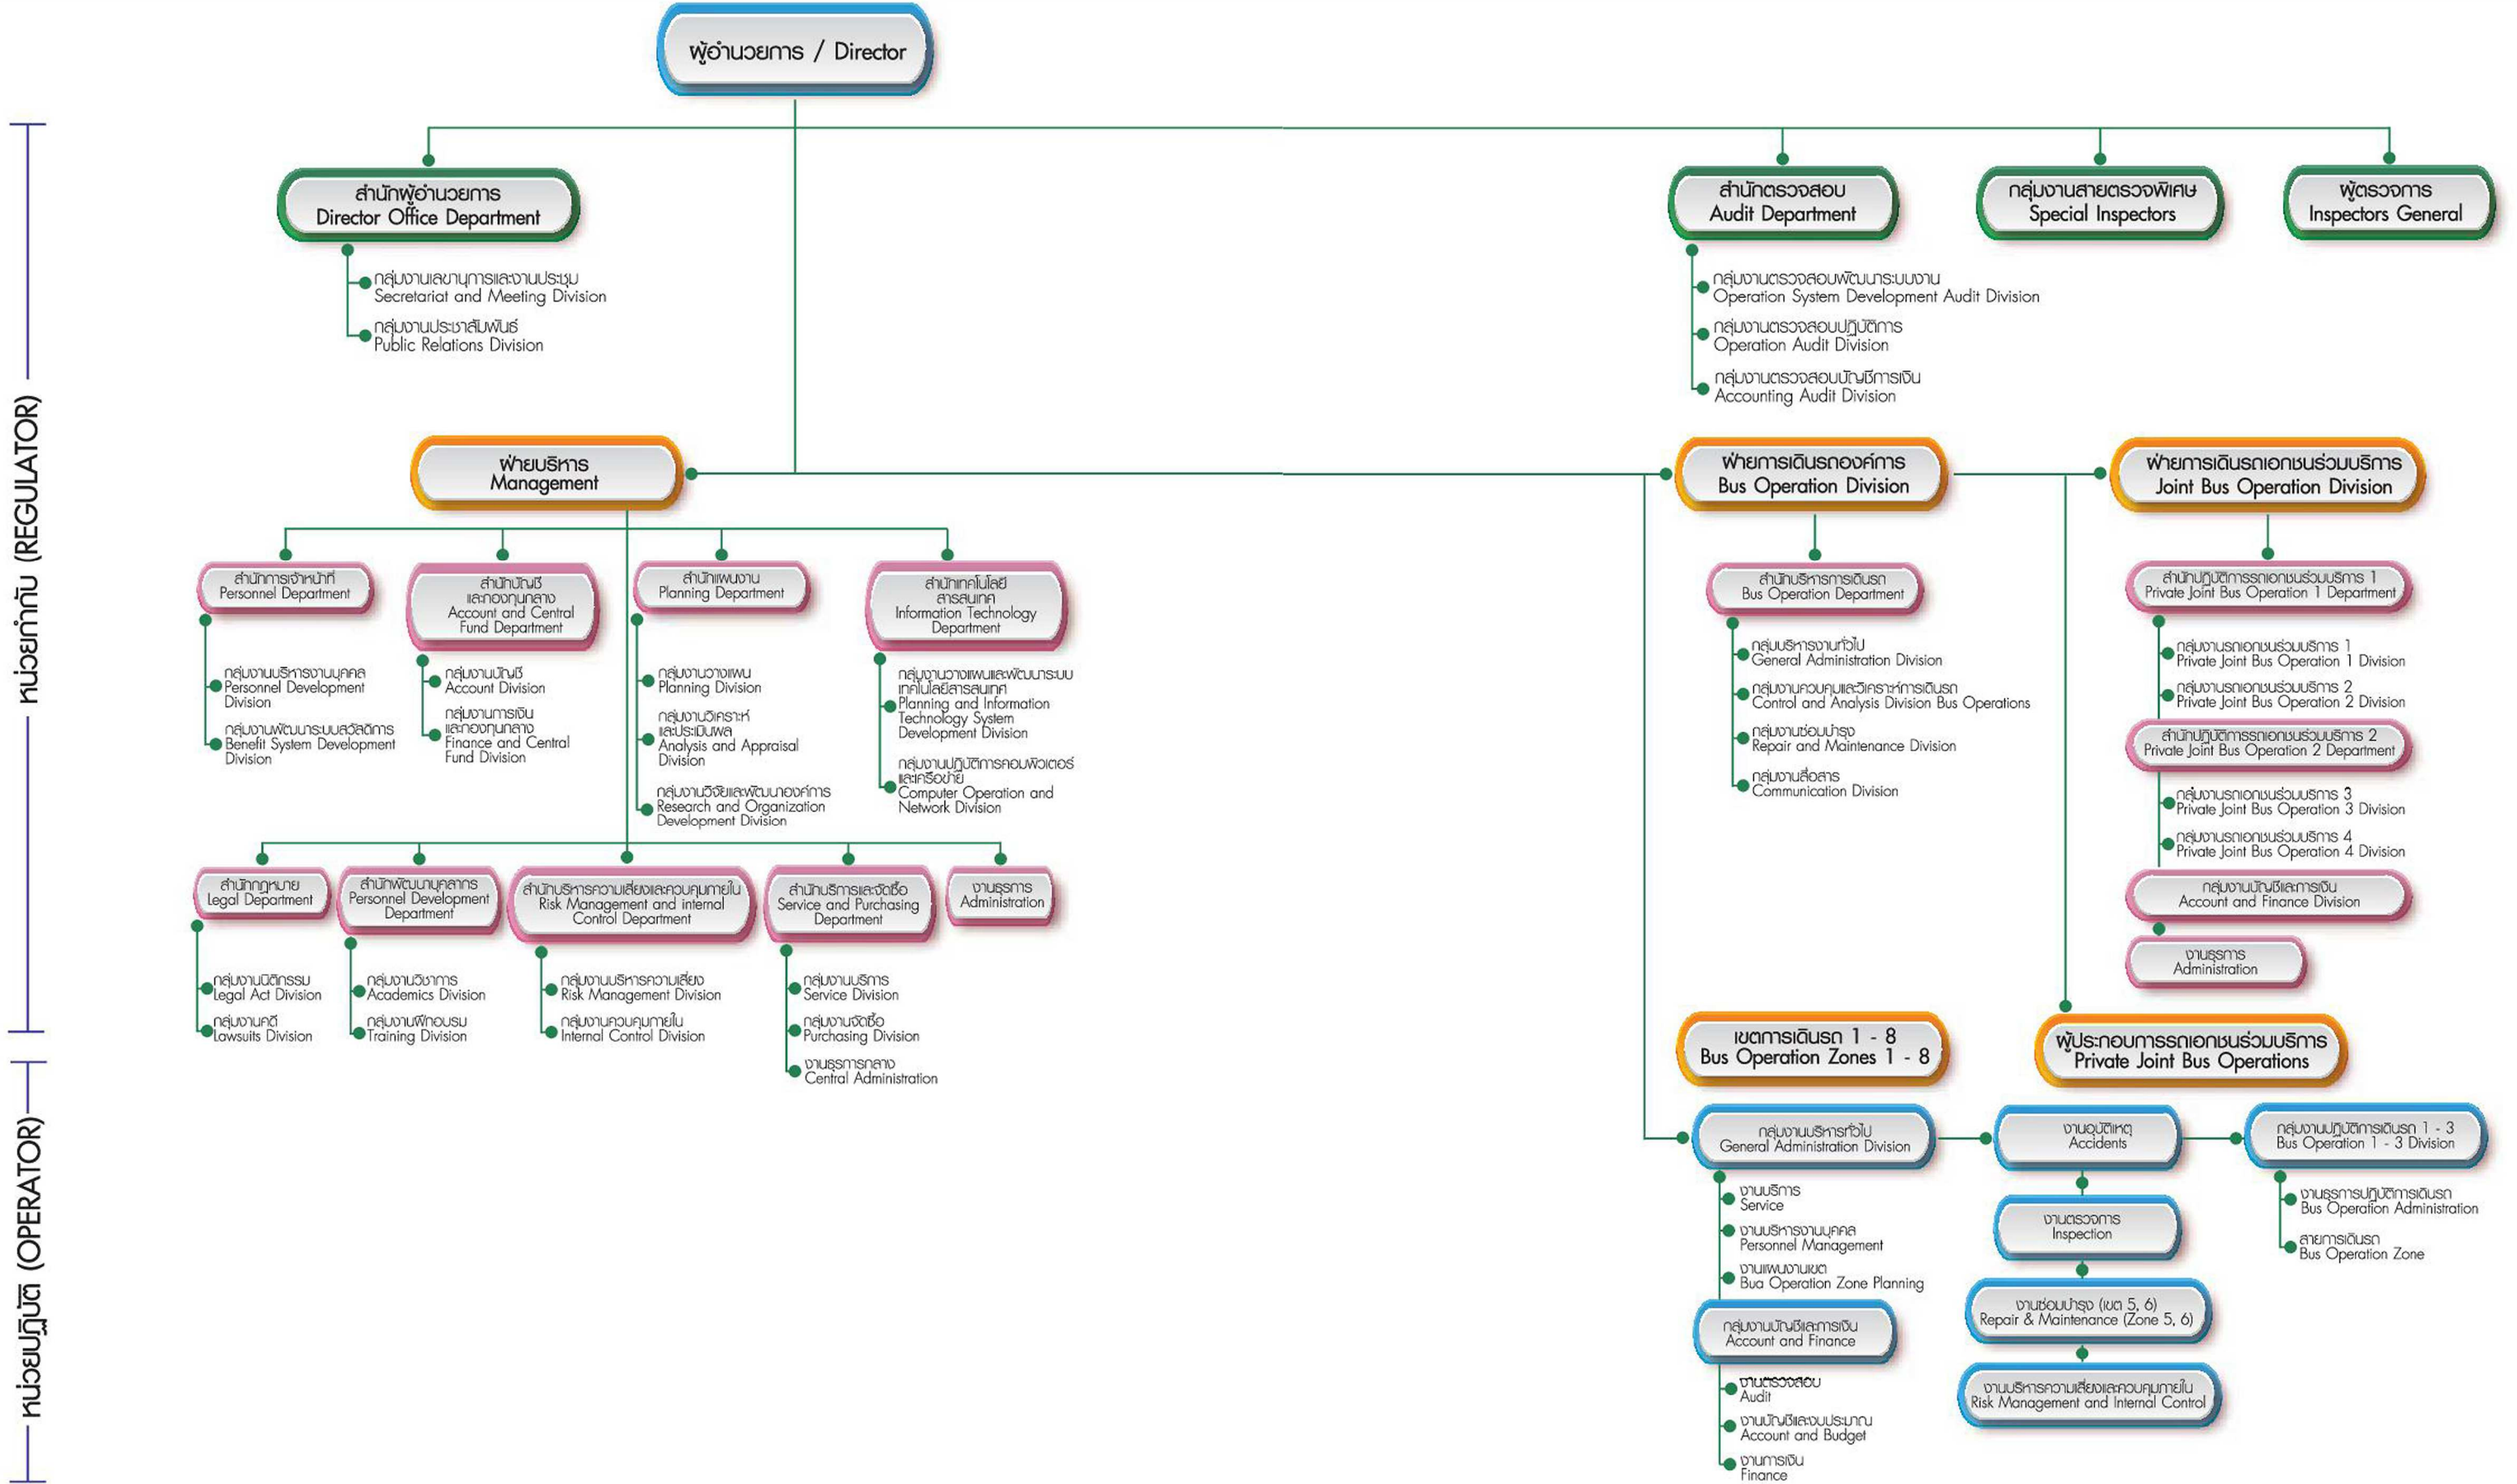 ผู้อำนวยการ / Director
หน่วยกำกับ (REGULATOR)
สำนักผู้อำนวยการ
Director Office Department
กลุ่มงานเลขานุการและงานประชุม
Secretariat and Meeting Division
กลุ่มงานประชาสัมพันธ์
Public Relations Division
สำนักตรวจสอบ
Audit Department
กลุ่มงานตรวจสอบพัฒนาระบบงาน
Operation System Development Audit Division
กลุ่มงานตรวจสอบปฏิบัติการ
Operation Audit Division
กลุ่มงานตรวจสอบบัญชีการเงิน
Accounting Audit Division
กลุ่มงานสายตรวจพิเศษ
Special Inspectors
ผู้ตรวจการ
Inspectors General
ฝ่ายบริหาร
Management
สำนักการเจ้าหน้าที่
Personnel Department
กลุ่มงานบริหารงานบุคคล
Personnel Development
Division
กลุ่มงานพัฒนาระบบสวัสดิการ
Benefit System Development
Division
สำนักบัญชี
และกองทุนกลาง
Account and Central
Fund Department
กลุ่มงานบัญชี
Account Division
กลุ่มงานการเงิน
และกองทุนกลาง
Finance and Central
Fund Division
สำนักแผนงาน
Planning Department
กลุ่มงานวางแผน
Planning Division
กลุ่มงานวิเคราะห์
และประเมินผล
Analysis and Appraisal
Division
กลุ่มงานวิจัยและพัฒนาองค์การ
Research and Organization
Development Division
สำนักเทคโนโลยี
สารสนเทศ
Information Technology
Department
กลุ่มงานวางแผนและพัฒนาระบบ
เทคโนโลยีสารสนเทศ
Planning and Information
Technology System
Development Division
กลุ่มงานปฏิบัติการคอมพิวเตอร์
และเครือข่าย
Computer Operation and
Network Division
สำนักกฎหมาย
Legal Department
กลุ่มงานนิติกรรม
Legal Act Division
กลุ่มงานคดี
Lawsuits Division
สำนักพัฒนาบุคลากร
Personnel Development
Department
กลุ่มงานวิชาการ
Academics Division
กลุ่มงานฝึกอบรม
Training Division
สำนักบริหารความเสี่ยงและควบคุมภายใน
Risk Management and internal
Control Department
กลุ่มงานบริหารความเสี่ยง
Risk Management Division
กลุ่มงานควบคุมภายใน
Internal Control Division
สำนักบริการและจัดซื้อ
Service and Purchasing
Department
กลุ่มงานบริการ
Service Division
กลุ่มงานจัดซื้อ
Purchasing Division
งานธุรการกลาง
Central Administration
งานธุรการ
Administration
ฝ่ายการเดินรถองค์การ
Bus Operation Division
สำนักบริหารการเดินรถ
Bus Operation Department
กลุ่มบริหารงานทั่วไป
General Administration Division
กลุ่มงานควบคุมและวิเคราะห์การเดินรถ
Control and Analysis Division Bus Operations
กลุ่มงานซ่อมบำรุง
Repair and Maintenance Division
กลุ่มงานสื่อสาร
Communication Division
ฝ่ายการเดินรถเอกชนร่วมบริการ
Joint Bus Operation Division
สำนักปฏิบัติการรถเอกชนร่วมบริการ 1
Private Joint Bus Operation 1 Department
กลุ่มงานรถเอกชนร่วมบริการ 1
Private Joint Bus Operation 1 Division
กลุ่มงานรถเอกชนร่วมบริการ 2
Private Joint Bus Operation 2 Division
สำนักปฏิบัติการรถเอกชนร่วมบริการ 2
Private Joint Bus Operation 2 Department
กลุ่มงานรถเอกชนร่วมบริการ 3
Private Joint Bus Operation 3 Division
กลุ่มงานรถเอกชนร่วมบริการ 4
Private Joint Bus Operation 4 Division
กลุ่มงานบัญชีและการเงิน
Account and Finance Division
งานธุรการ
Administration
หน่วยปฏิบัติ (OPERATOR)
เขตการเดินรถ 1 - 8
Bus Operation Zones 1 - 8
ผู้ประกอบการรถเอกชนร่วมบริการ
Private Joint Bus Operations
กลุ่มงานบริหารทั่วไป
General Administration Division
งานบริการ
Service
งานบริหารงานบุคคล
Personnel Management
งานแผนงานเขต
Bua Operation Zone Planning
กลุ่มงานบัญชีและการเงิน
Account and Finance
งานตรวจสอบ
Audit
งานบัญชีและงบประมาณ
Account and Budget
งานการเงิน
Finance
งานอุบัติเหตุ
Accidents
งานตรวจการ
Inspection
งานซ่อมบำรุง (เขต 5, 6)
Repair & Maintenance (Zone 5, 6)
งานบริหารความเสี่ยงและควบคุมภายใน
Risk Management and Internal Control
กลุ่มงานปฏิบัติการเดินรถ 1 - 3
Bus Operation 1 - 3 Division
งานธุรการปฏิบัติการเดินรถ
Bus Operation Administration
สายการเดินรถ
Bus Operation Zone